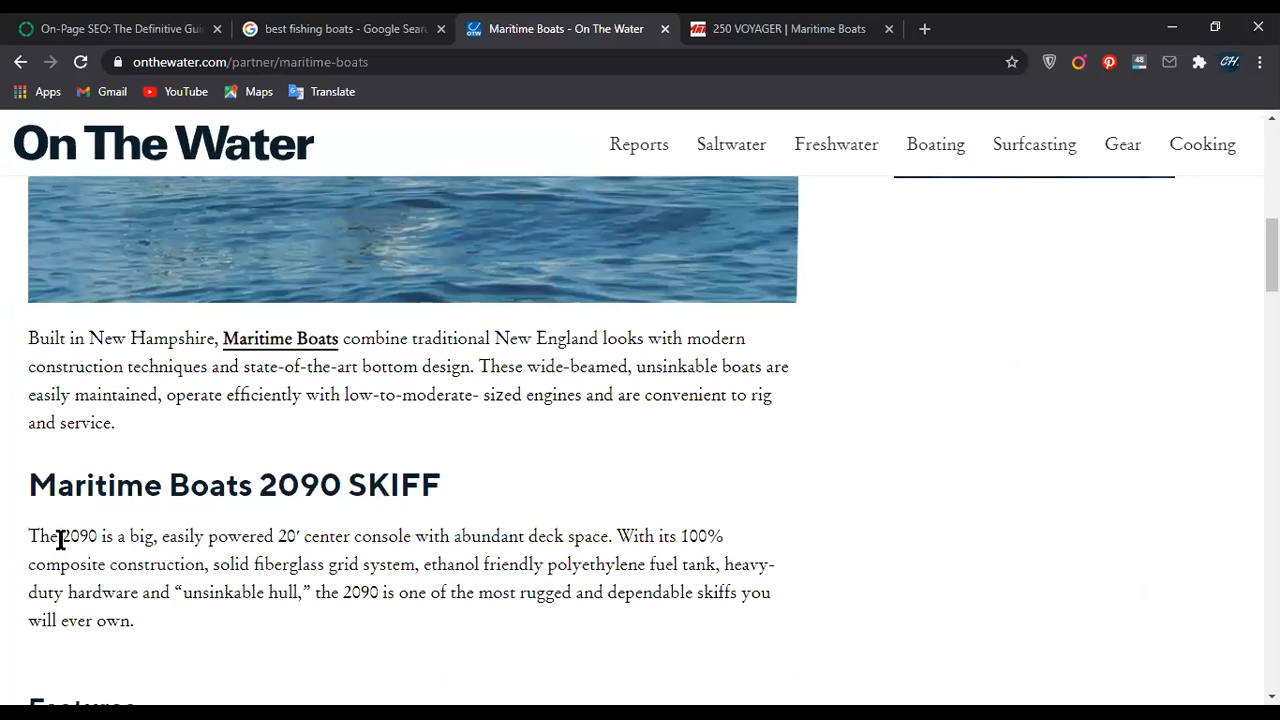 On-Page SEO: The Definitive Gui
best fishing boats - Google Sear
Maritime Boats - On The Water
250 VOYAGER | Maritime Boats
onthewater.com/partner/maritime-boats
48
CH
Apps
Gmail
YouTube
Maps
Translate
On The Water
Reports
Saltwater
Freshwater
Boating
Surfcasting
Gear
Cooking
Built in New Hampshire, Maritime Boats combine traditional New England looks with modern
construction techniques and state-of-the-art bottom design. These wide-beamed, unsinkable boats are
easily maintained, operate efficiently with low-to-moderate- sized engines and are convenient to rig
and service.
Maritime Boats 2090 SKIFF
The 2090 is a big, easily powered 20′ center console with abundant deck space. With its 100%
composite construction, solid fiberglass grid system, ethanol friendly polyethylene fuel tank, heavy-
duty hardware and “unsinkable hull,” the 2090 is one of the most rugged and dependable skiffs you
will ever own.
Features